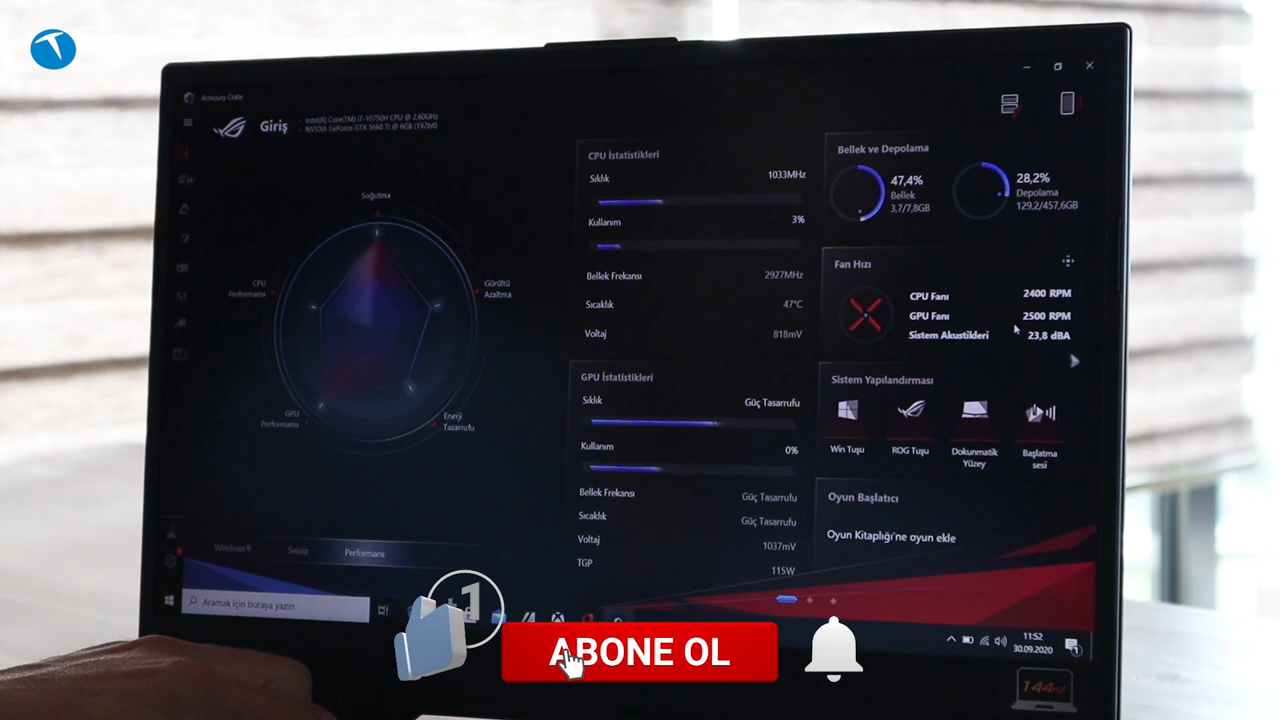 Armoury Crate
Giriş
Intel(R) Core(TM) i7-10750H CPU @ 2.60GHz
NVIDIA GeForce GTX 1660 Ti @ 6GB (192bit)
Soğutma
CPU
Performansı
Gürültü
Azaltma
GPU
Performansı
Enerji
Tasarrufu
Windows®
Sessiz
Performans
CPU İstatistikleri
Sıklık 1033MHz
Kullanım 3%
Bellek Frekansı 2927MHz
Sıcaklık 47°C
Voltaj 818mV
GPU İstatistikleri
Sıklık Güç Tasarrufu
Kullanım 0%
Bellek Frekansı Güç Tasarrufu
Sıcaklık Güç Tasarrufu
Voltaj 1037mV
TGP 115W
Bellek ve Depolama
47,4%
Bellek
3,7/7,8GB
28,2%
Depolama
129,2/457,6GB
Fan Hızı
CPU Fanı 2400 RPM
GPU Fanı 2500 RPM
Sistem Akustikleri 23,8 dBA
Sistem Yapılandırması
Win Tuşu
ROG Tuşu
Dokunmatik
Yüzey
Başlatma
sesi
Oyun Başlatıcı
Oyun Kitaplığı'ne oyun ekle
Aramak için buraya yazın
11:52
30.09.2020
1
+1
ABONE OL
144Hz